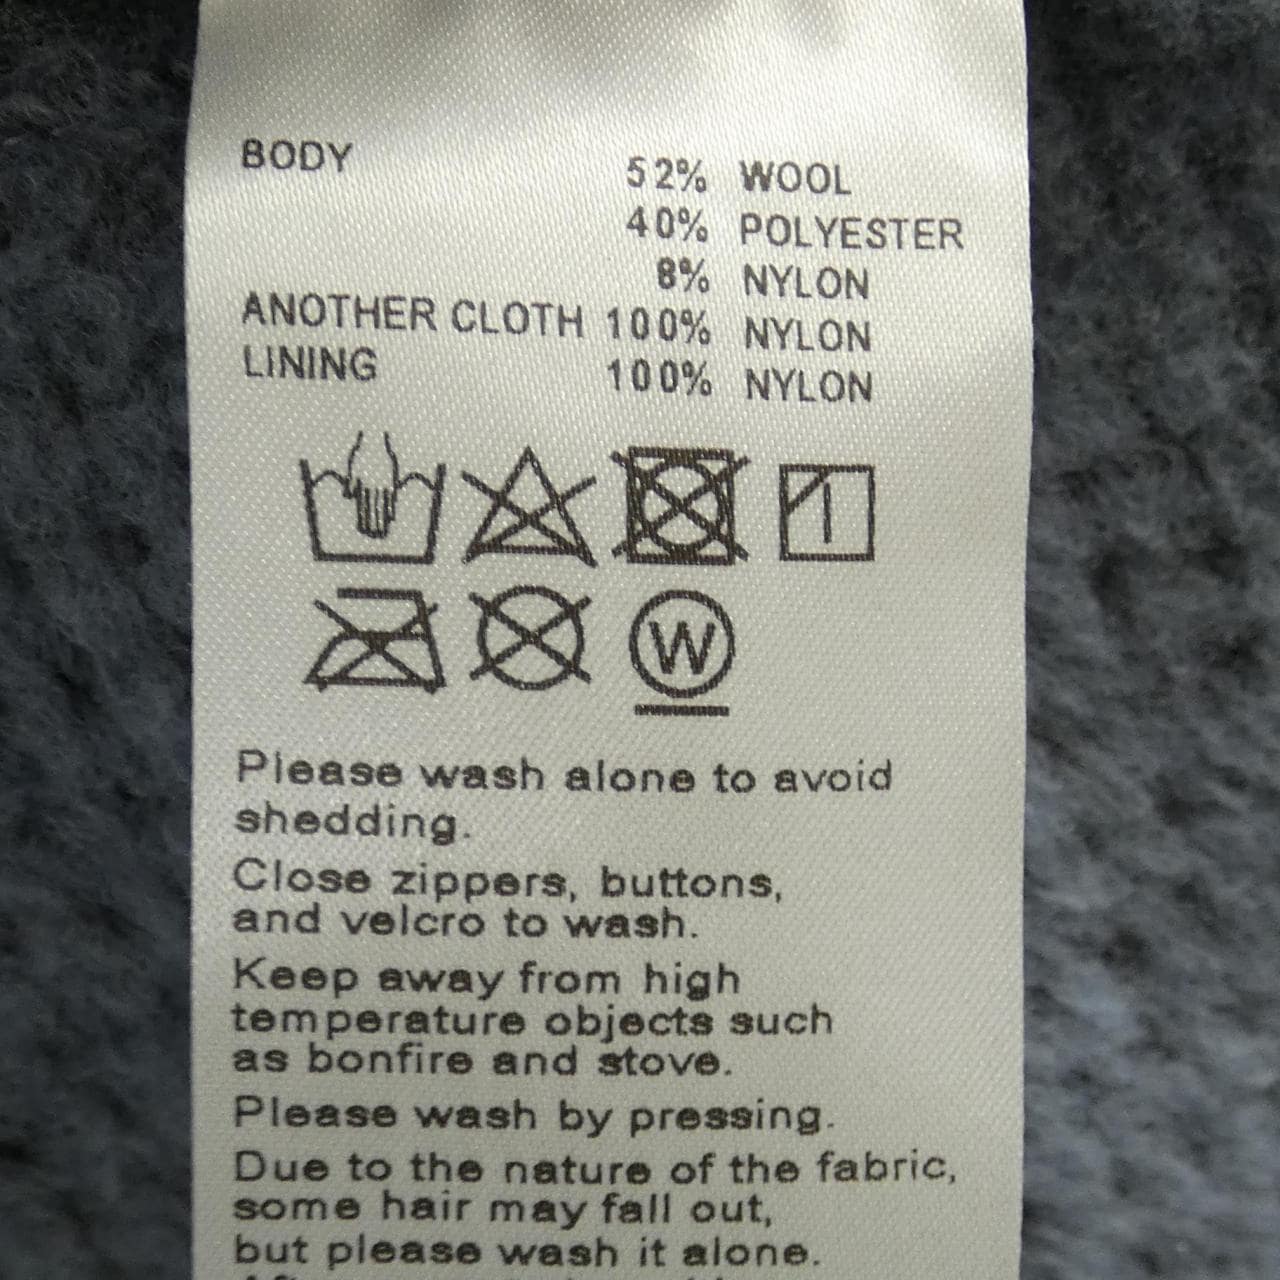 BODY 52% WOOL
40% POLYESTER
8% NYLON
ANOTHER CLOTH 100% NYLON
LINING 100% NYLON
W
Please wash alone to avoid
shedding.
Close zippers, buttons,
and velcro to wash.
Keep away from high
temperature objects such
as bonfire and stove.
Please wash by pressing.
Due to the nature of the fabric,
some hair may fall out,
but please wash it alone.